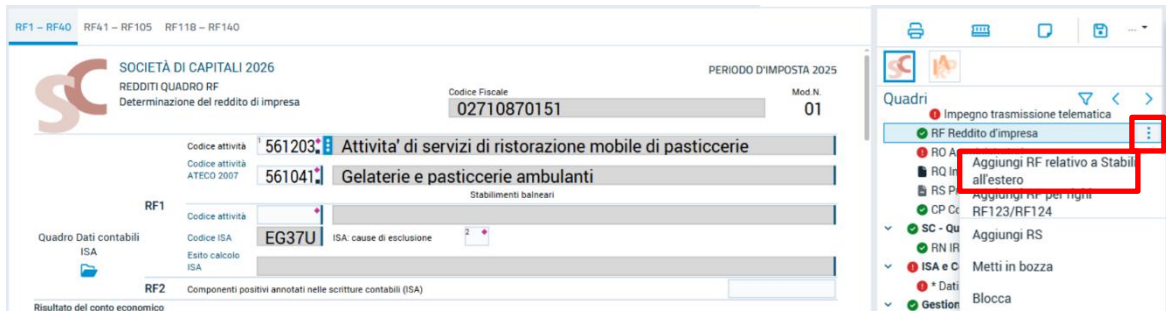 RF1 – RF40 RF41 – RF105 RF118 – RF140
SC
SOCIETÀ DI CAPITALI 2026
REDDITI QUADRO RF
Determinazione del reddito di impresa
PERIODO D'IMPOSTA 2025
Codice Fiscale
02710870151
Mod.N.
01
Codice attività
1 561203 Attivita' di servizi di ristorazione mobile di pasticcerie
Codice attività
ATECO 2007
561041 Gelaterie e pasticcerie ambulanti
Stabilimenti balneari
RF1
Codice attività
Quadro Dati contabili
ISA
Codice ISA EG37U ISA: cause di esclusione 2
Esito calcolo
ISA
RF2 Componenti positivi annotati nelle scritture contabili (ISA)
Risultato del conto economico
SC
Quadri
Impegno trasmissione telematica
RF Reddito d'impresa
RO
RQ
RS
CP
SC - Qu
RN IR
ISA e C
* Dati
Gestion
Aggiungi RF relativo a Stabili
all'estero
Aggiungi RF per righi
RF123/RF124
Aggiungi RS
Metti in bozza
Blocca